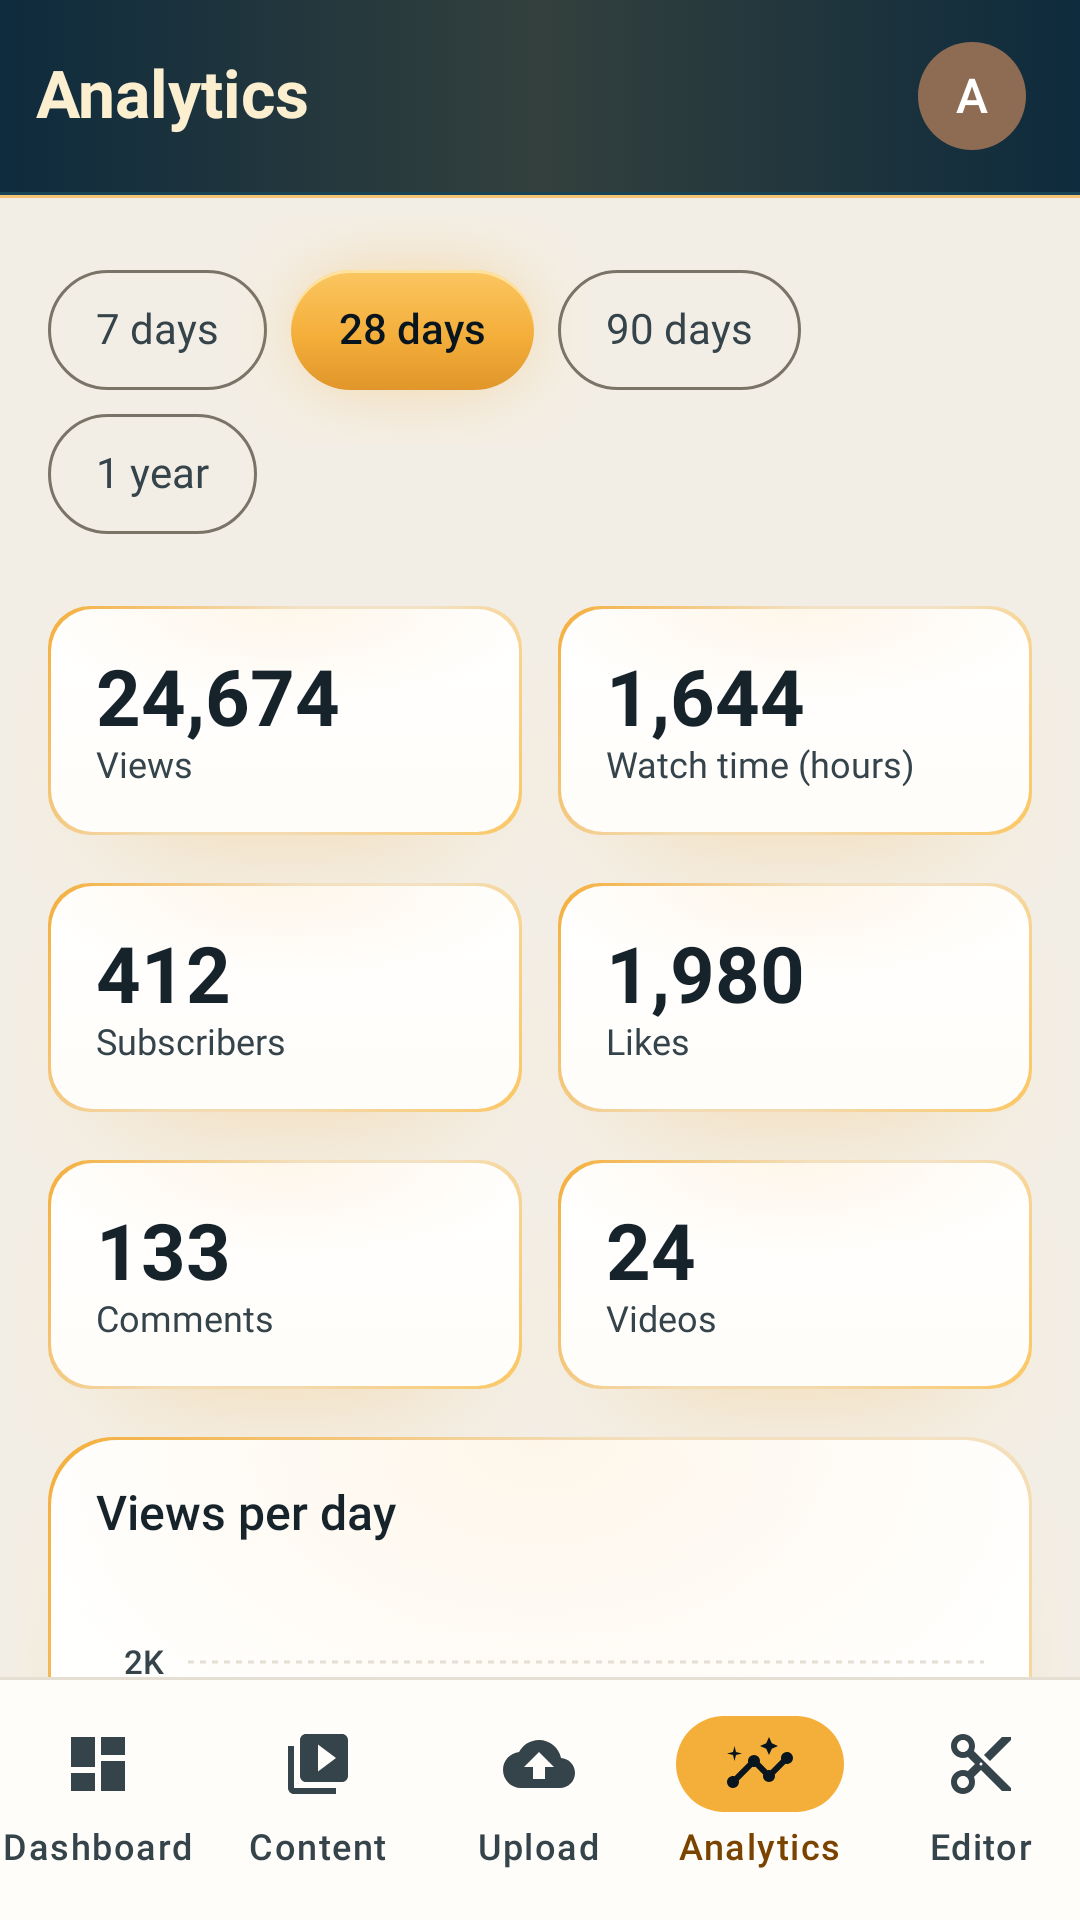 Analytics
A
7 days
28 days
90 days
1 year
24,674
Views
1,644
Watch time (hours)
412
Subscribers
1,980
Likes
133
Comments
24
Videos
Views per day
2K
Dashboard
Content
Upload
Analytics
Editor